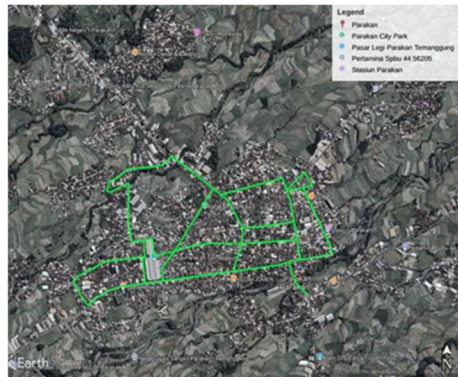 Legend
Parakan
Parakan City Park
Pasar Legi Parakan Temanggung
Pertamina Spbu 44 56205
Stasiun Parakan
Earth
N